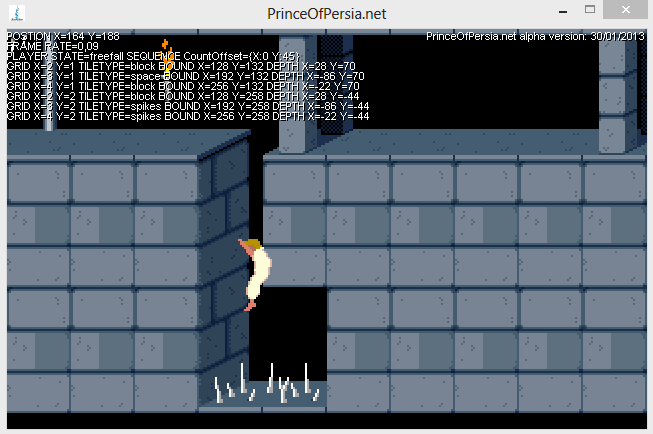 PrinceOfPersia.net
POSTION X=164 Y=188
PrinceOfPersia.net alpha version: 30/01/2013
FRAME RATE=0,09
PLAYER STATE=freefall SEQUENCE CountOffset={X:0 Y:45}
GRID X=2 Y=1 TILETYPE=block BOUND X=128 Y=132 DEPTH X=28 Y=70
GRID X=3 Y=1 TILETYPE=space BOUND X=192 Y=132 DEPTH X=-86 Y=70
GRID X=4 Y=1 TILETYPE=block BOUND X=256 Y=132 DEPTH X=-22 Y=70
GRID X=2 Y=2 TILETYPE=block BOUND X=128 Y=258 DEPTH X=28 Y=-44
GRID X=3 Y=2 TILETYPE=spikes BOUND X=192 Y=258 DEPTH X=-86 Y=-44
GRID X=4 Y=2 TILETYPE=spikes BOUND X=256 Y=258 DEPTH X=-22 Y=-44